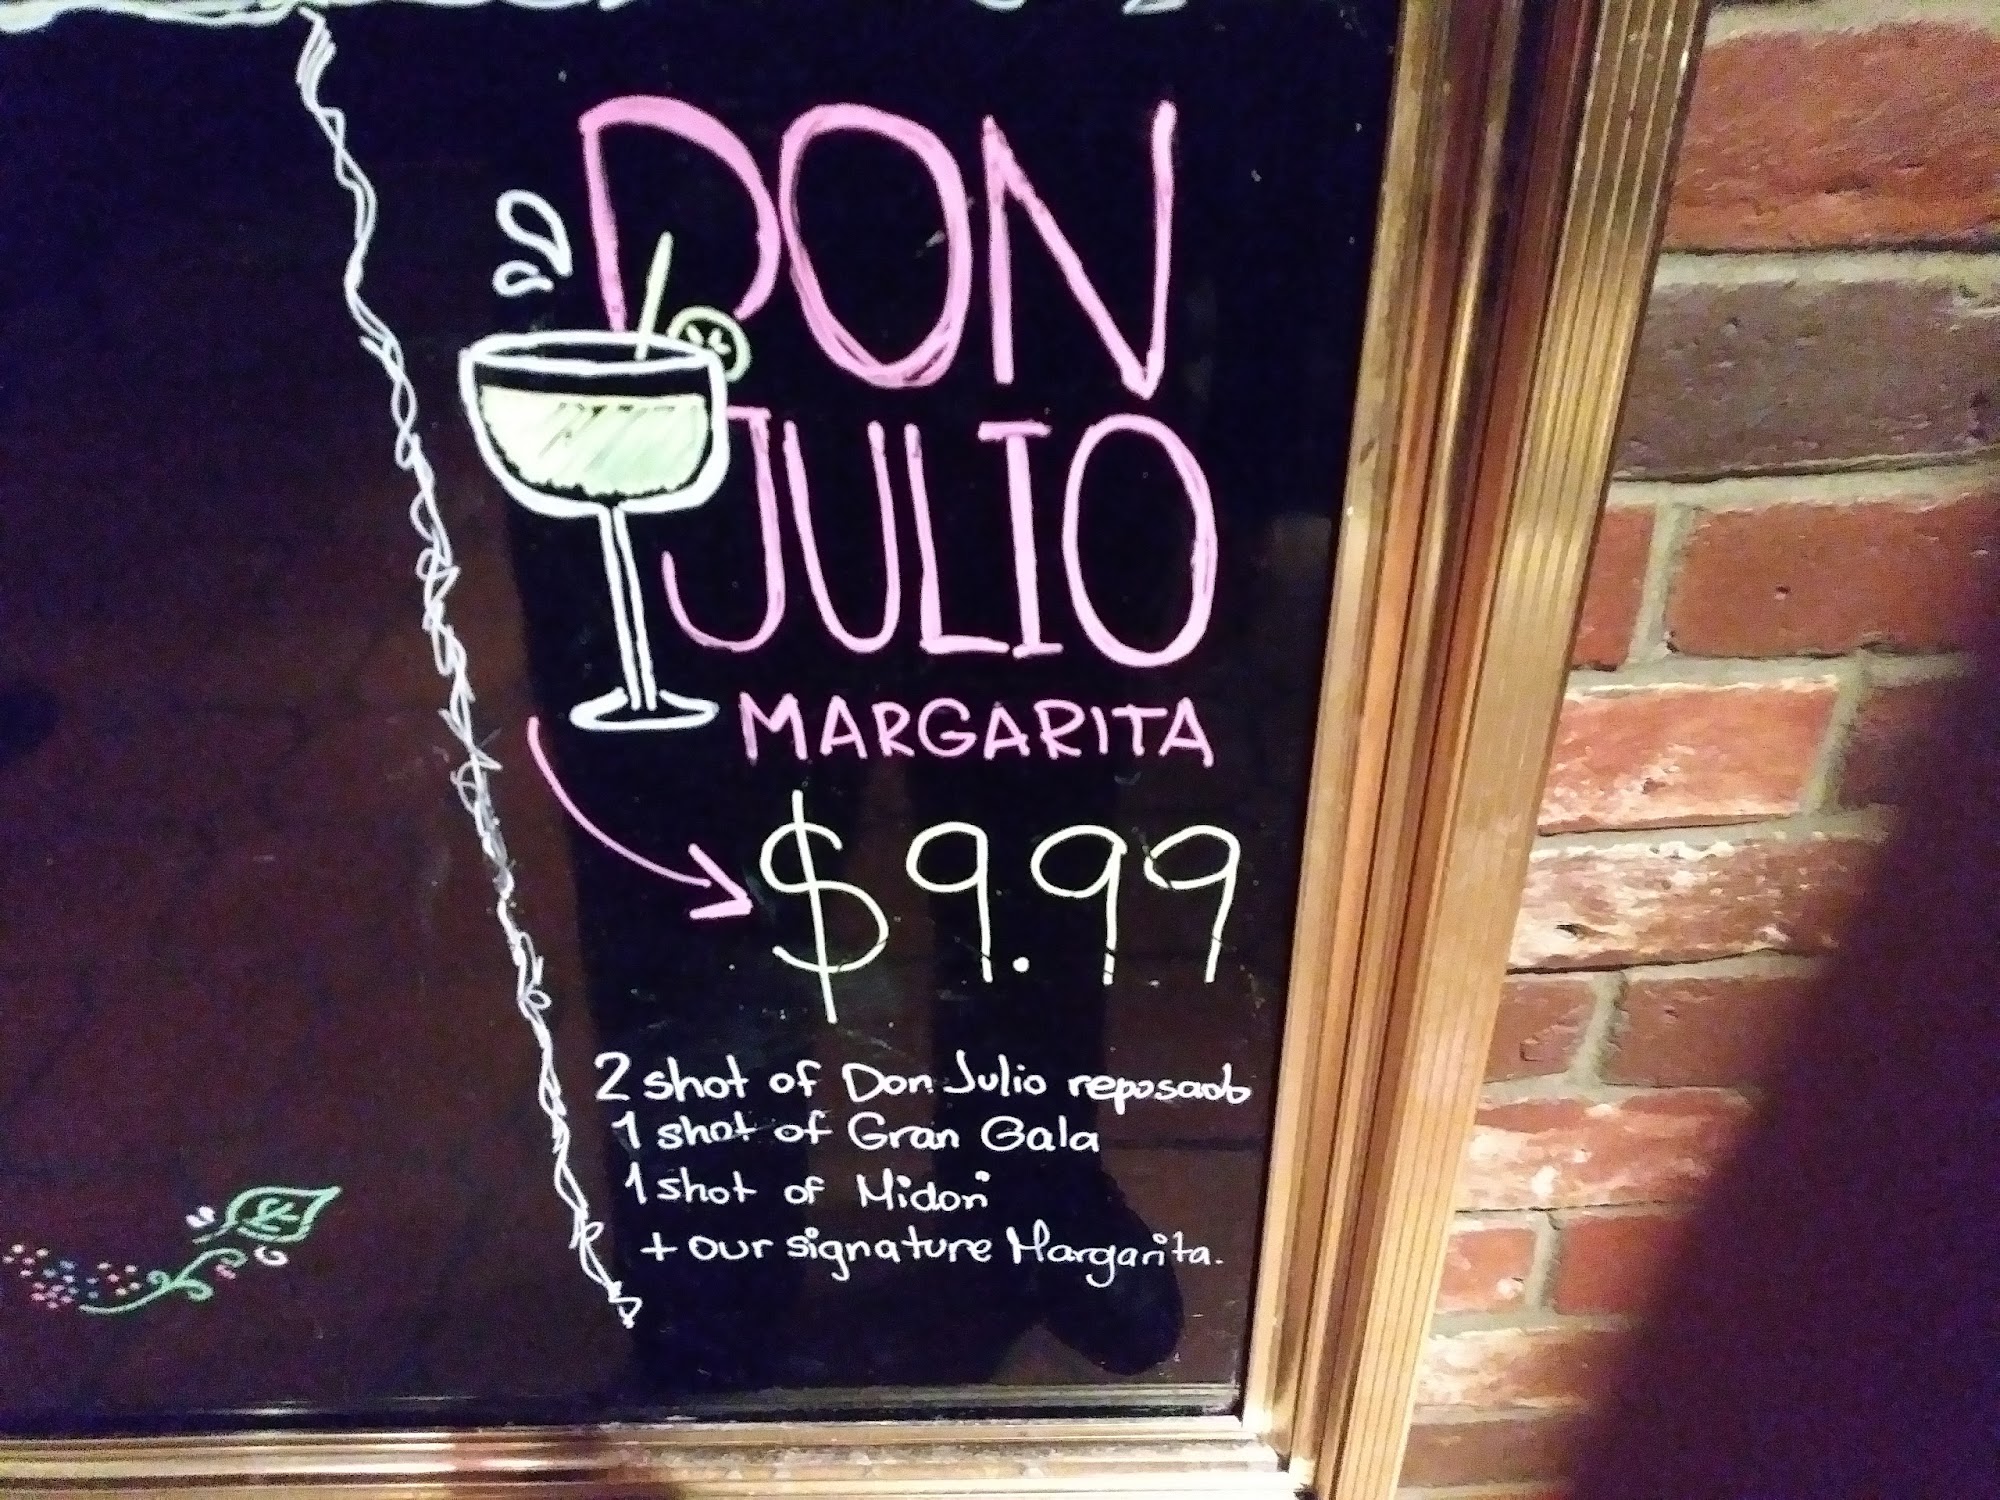 DON
JULIO
MARGARITA
$9.99
2 shot of Don Julio reposado
1 shot of Gran Gala
1 shot of Midori
+ our signature Margarita.